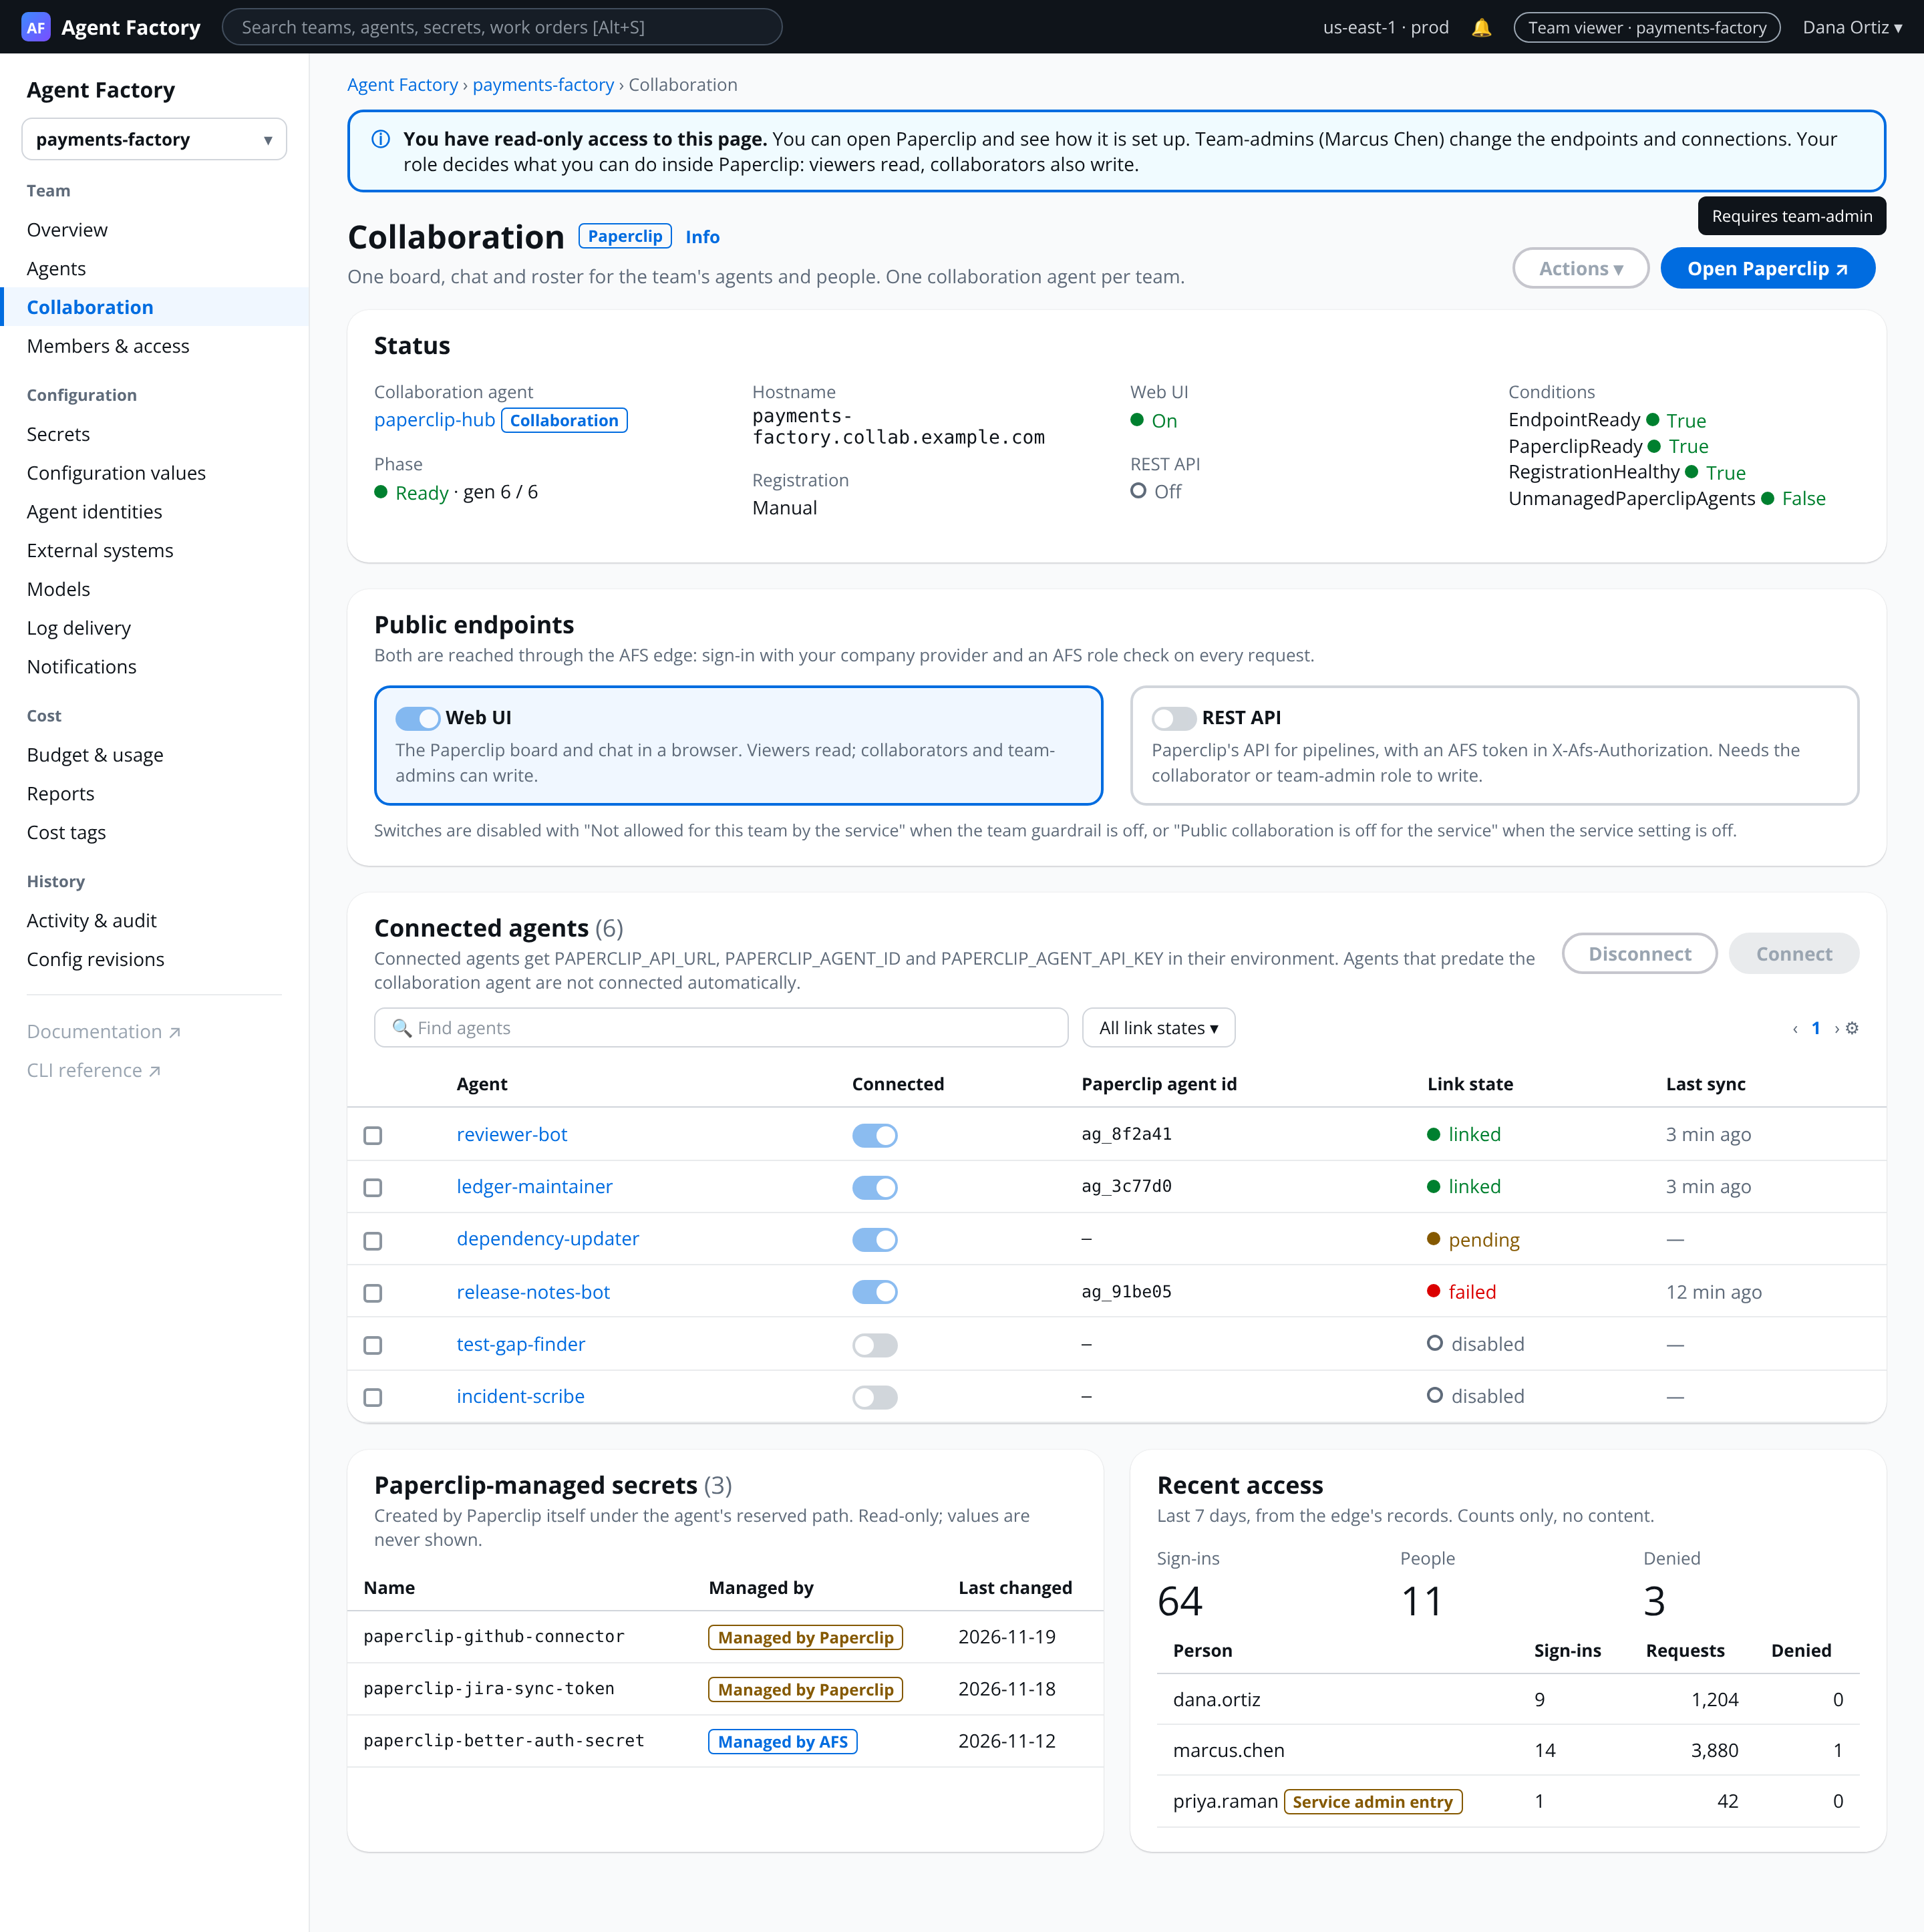 AF Agent Factory
Search teams, agents, secrets, work orders [Alt+S]
us-east-1 · prod
Team viewer · payments-factory
Dana Ortiz ▾
Agent Factory
payments-factory ▾
Team
Overview
Agents
Collaboration
Members & access
Configuration
Secrets
Configuration values
Agent identities
External systems
Models
Log delivery
Notifications
Cost
Budget & usage
Reports
Cost tags
History
Activity & audit
Config revisions
Documentation ↗
CLI reference ↗
Agent Factory › payments-factory › Collaboration
You have read-only access to this page. You can open Paperclip and see how it is set up. Team-admins (Marcus Chen) change the endpoints and connections. Your
role decides what you can do inside Paperclip: viewers read, collaborators also write.
Requires team-admin
Collaboration Paperclip Info
One board, chat and roster for the team's agents and people. One collaboration agent per team.
Actions ▾
Open Paperclip ↗
Status
Collaboration agent
paperclip-hub Collaboration
Phase
Ready · gen 6 / 6
Hostname
payments-
factory.collab.example.com
Registration
Manual
Web UI
On
REST API
Off
Conditions
EndpointReady True
PaperclipReady True
RegistrationHealthy True
UnmanagedPaperclipAgents False
Public endpoints
Both are reached through the AFS edge: sign-in with your company provider and an AFS role check on every request.
Web UI
The Paperclip board and chat in a browser. Viewers read; collaborators and team-
admins can write.
REST API
Paperclip's API for pipelines, with an AFS token in X-Afs-Authorization. Needs the
collaborator or team-admin role to write.
Switches are disabled with "Not allowed for this team by the service" when the team guardrail is off, or "Public collaboration is off for the service" when the service setting is off.
Connected agents (6)
Connected agents get PAPERCLIP_API_URL, PAPERCLIP_AGENT_ID and PAPERCLIP_AGENT_API_KEY in their environment. Agents that predate the
collaboration agent are not connected automatically.
Disconnect
Connect
Find agents
All link states ▾
‹ 1 ›
Agent Connected Paperclip agent id Link state Last sync
reviewer-bot ag_8f2a41 linked 3 min ago
ledger-maintainer ag_3c77d0 linked 3 min ago
dependency-updater – pending —
release-notes-bot ag_91be05 failed 12 min ago
test-gap-finder – disabled —
incident-scribe – disabled —
Paperclip-managed secrets (3)
Created by Paperclip itself under the agent's reserved path. Read-only; values are
never shown.
Name Managed by Last changed
paperclip-github-connector Managed by Paperclip 2026-11-19
paperclip-jira-sync-token Managed by Paperclip 2026-11-18
paperclip-better-auth-secret Managed by AFS 2026-11-12
Recent access
Last 7 days, from the edge's records. Counts only, no content.
Sign-ins People Denied
64 11 3
Person Sign-ins Requests Denied
dana.ortiz 9 1,204 0
marcus.chen 14 3,880 1
priya.raman Service admin entry 1 42 0